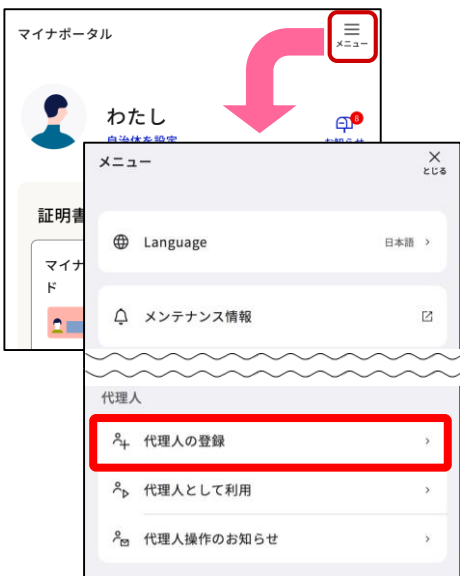 マイナポータル
メニュー
わたし
自治体を設定
8
お知らせ
証明書
マイナ
ド
メニュー
とじる
Language 日本語
メンテナンス情報
代理人
代理人の登録
代理人として利用
代理人操作のお知らせ